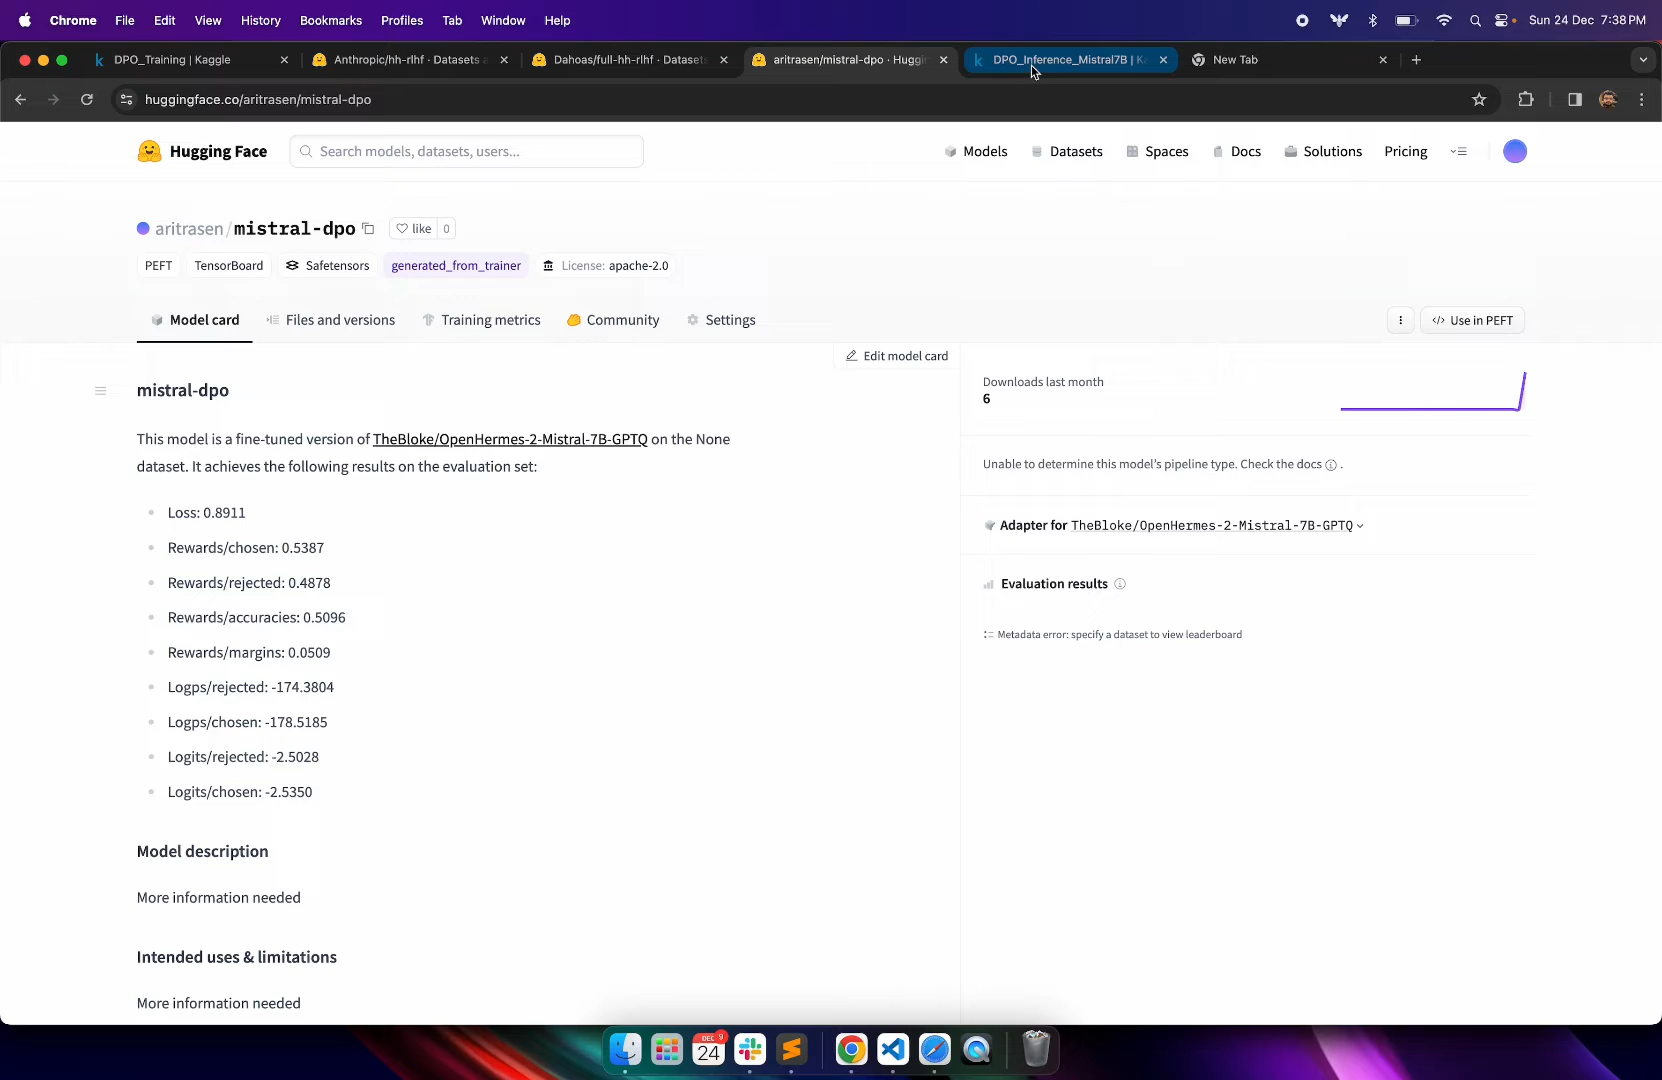 Chrome File Edit View History Bookmarks Profiles Tab Window Help Sun 24 Dec 7:38 PM
DPO_Training | Kaggle Anthropic/hh-rlhf · Datasets a Dahoas/full-hh-rlhf · Datasets aritrasen/mistral-dpo · Huggi DPO_Inference_Mistral7B | Ka New Tab
huggingface.co/aritrasen/mistral-dpo
Hugging Face Search models, datasets, users... Models Datasets Spaces Docs Solutions Pricing
aritrasen/mistral-dpo like 0
PEFT TensorBoard Safetensors generated_from_trainer License: apache-2.0
Model card Files and versions Training metrics Community Settings Use in PEFT
Edit model card
mistral-dpo
This model is a fine-tuned version of TheBloke/OpenHermes-2-Mistral-7B-GPTQ on the None
dataset. It achieves the following results on the evaluation set:
Loss: 0.8911
Rewards/chosen: 0.5387
Rewards/rejected: 0.4878
Rewards/accuracies: 0.5096
Rewards/margins: 0.0509
Logps/rejected: -174.3804
Logps/chosen: -178.5185
Logits/rejected: -2.5028
Logits/chosen: -2.5350
Model description
More information needed
Intended uses & limitations
More information needed
Downloads last month
6
Unable to determine this model's pipeline type. Check the docs .
Adapter for TheBloke/OpenHermes-2-Mistral-7B-GPTQ
Evaluation results
Metadata error: specify a dataset to view leaderboard
DEC 9
24